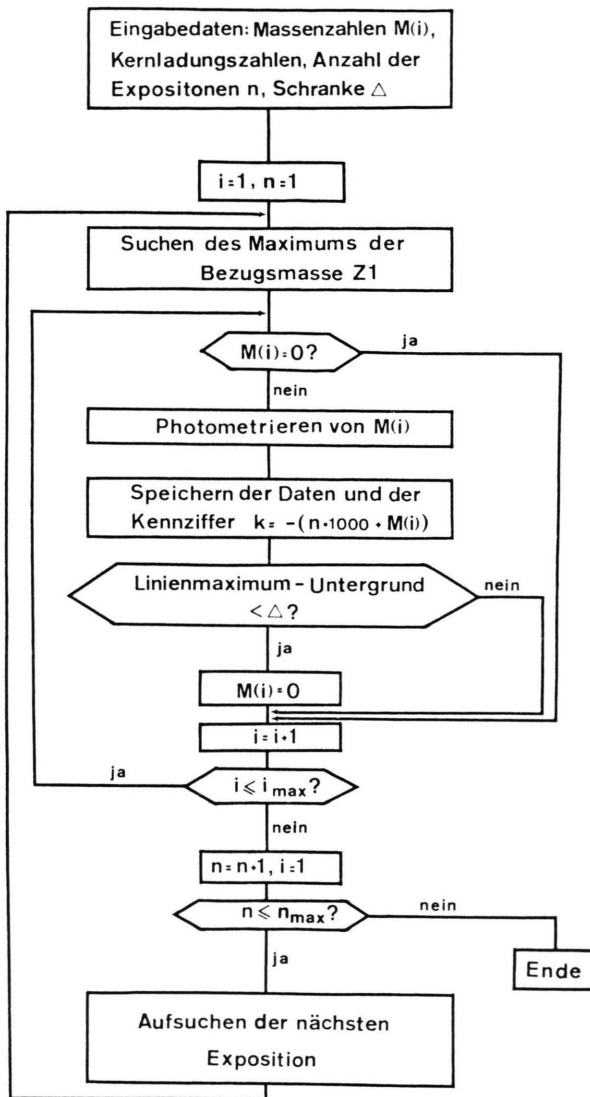 Eingabedaten: Massenzahlen M(i),
Kernladungszahlen, Anzahl der
Expositonen n, Schranke △
i=1, n=1
Suchen des Maximums der
Bezugsmasse Z1
M(i)=0?
ja
nein
Photometrieren von M(i)
Speichern der Daten und der
Kennziffer k= -(n·1000 + M(i))
Linienmaximum - Untergrund
< △?
nein
ja
M(i)=0
i=i+1
ja
i ≤ i max?
nein
n=n+1, i=1
n ≤ nmax?
nein
ja
Ende
Aufsuchen der nächsten
Exposition